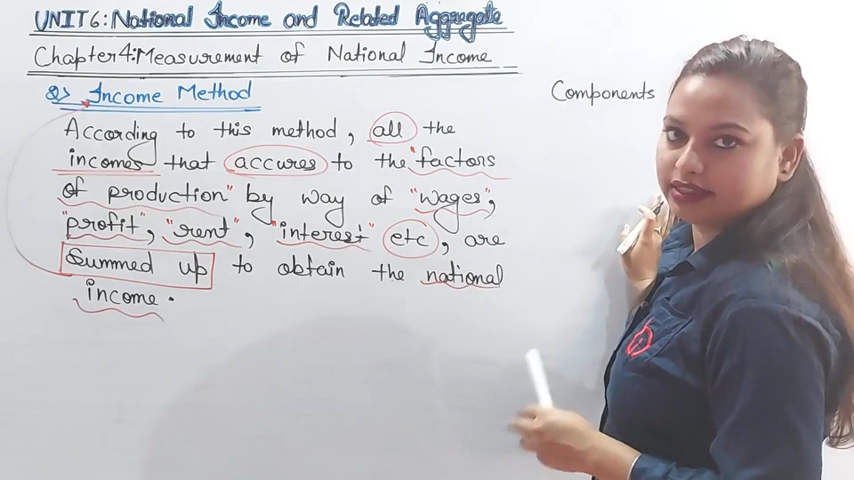 UNIT6:National Income and Related Aggregate
Chapter4:Measurement of National Income
Q> Income Method
Components
According to this method, all the
incomes that accures to the "factors
of production" by way of "wages",
"profit", "rent", "interest" etc, are
summed up to obtain the national
income.